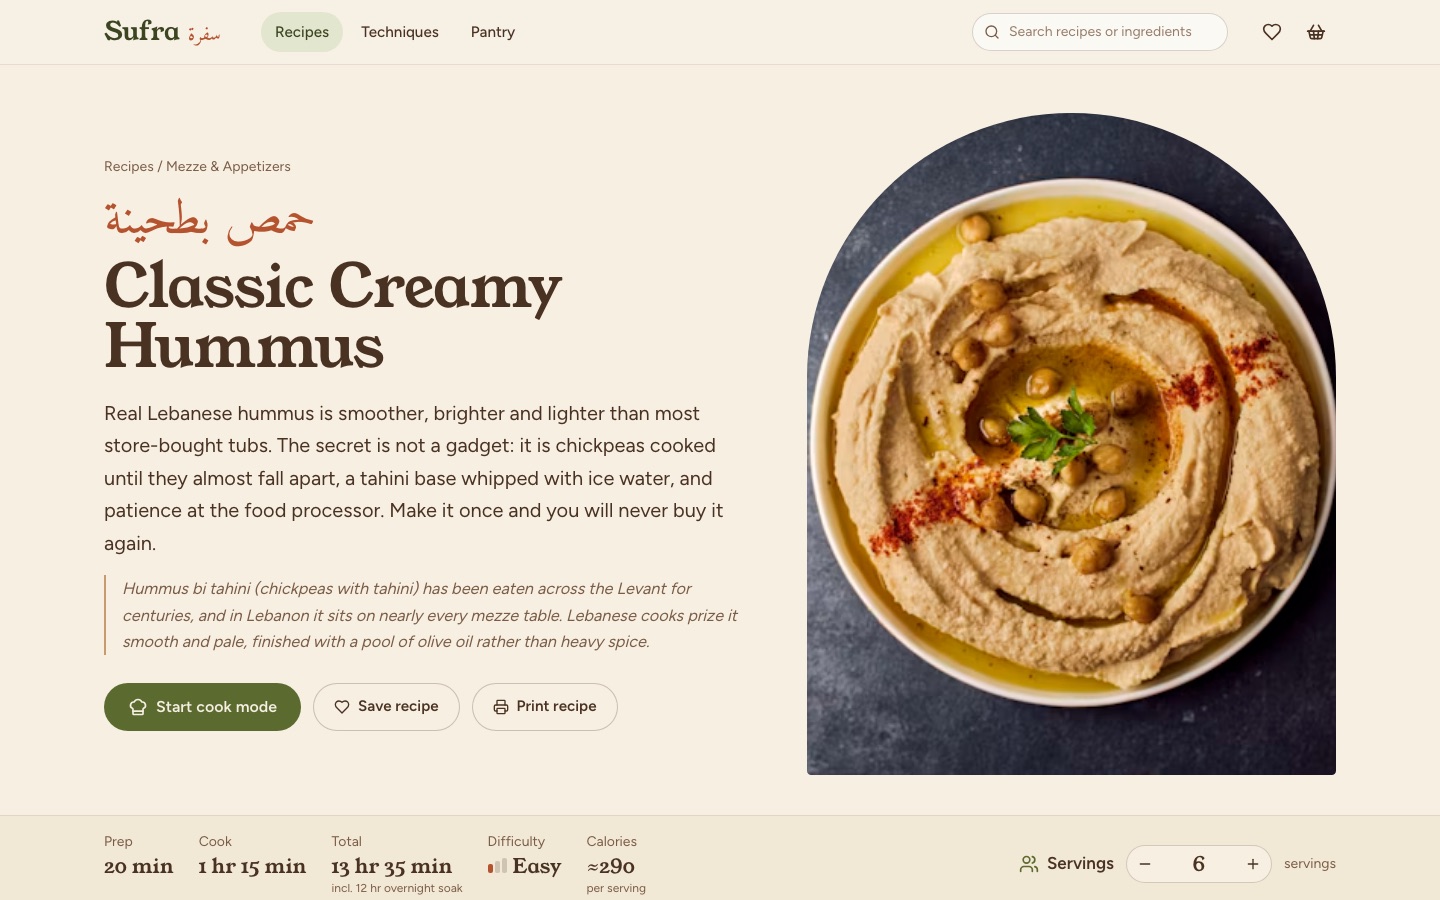 Sufra سفرة
Recipes
Techniques
Pantry
Search recipes or ingredients
Recipes / Mezze & Appetizers
حمص بطحينة
Classic Creamy
Hummus
Real Lebanese hummus is smoother, brighter and lighter than most
store-bought tubs. The secret is not a gadget: it is chickpeas cooked
until they almost fall apart, a tahini base whipped with ice water, and
patience at the food processor. Make it once and you will never buy it
again.
Hummus bi tahini (chickpeas with tahini) has been eaten across the Levant for
centuries, and in Lebanon it sits on nearly every mezze table. Lebanese cooks prize it
smooth and pale, finished with a pool of olive oil rather than heavy spice.
Start cook mode
Save recipe
Print recipe
Prep
20 min
Cook
1 hr 15 min
Total
13 hr 35 min
incl. 12 hr overnight soak
Difficulty
Easy
Calories
≈290
per serving
Servings
− 6 +
servings